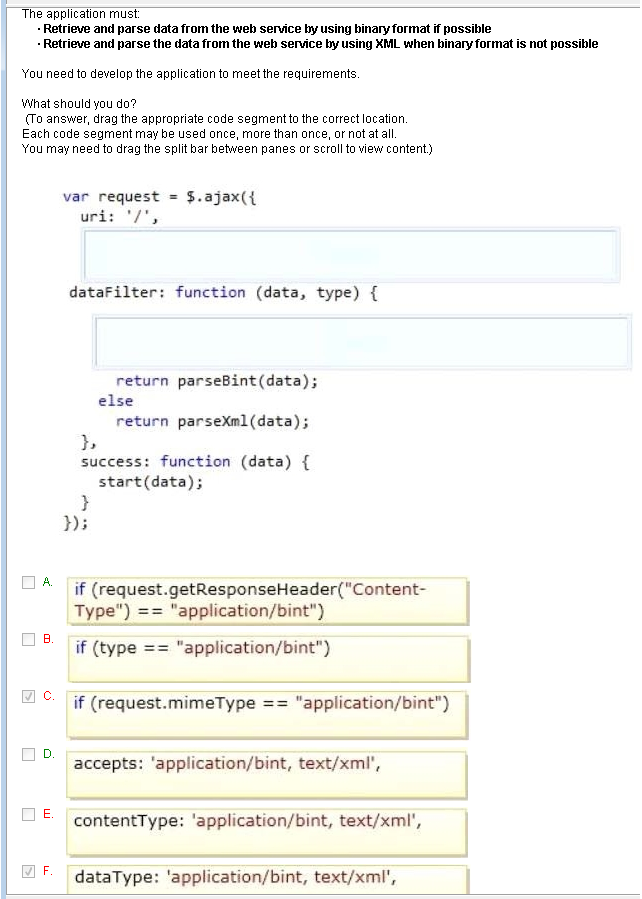 The application must:
· Retrieve and parse data from the web service by using binary format if possible
· Retrieve and parse the data from the web service by using XML when binary format is not possible
You need to develop the application to meet the requirements.
What should you do?
(To answer, drag the appropriate code segment to the correct location.
Each code segment may be used once, more than once, or not at all.
You may need to drag the split bar between panes or scroll to view content.)
var request = $.ajax({
uri: '/',
dataFilter: function (data, type) {
return parseBint(data);
else
return parseXml(data);
},
success: function (data) {
start(data);
}
});
A. if (request.getResponseHeader("Content-
Type") == "application/bint")
B. if (type == "application/bint")
C. if (request.mimeType == "application/bint")
D. accepts: 'application/bint, text/xml',
E. contentType: 'application/bint, text/xml',
F. dataType: 'application/bint, text/xml',